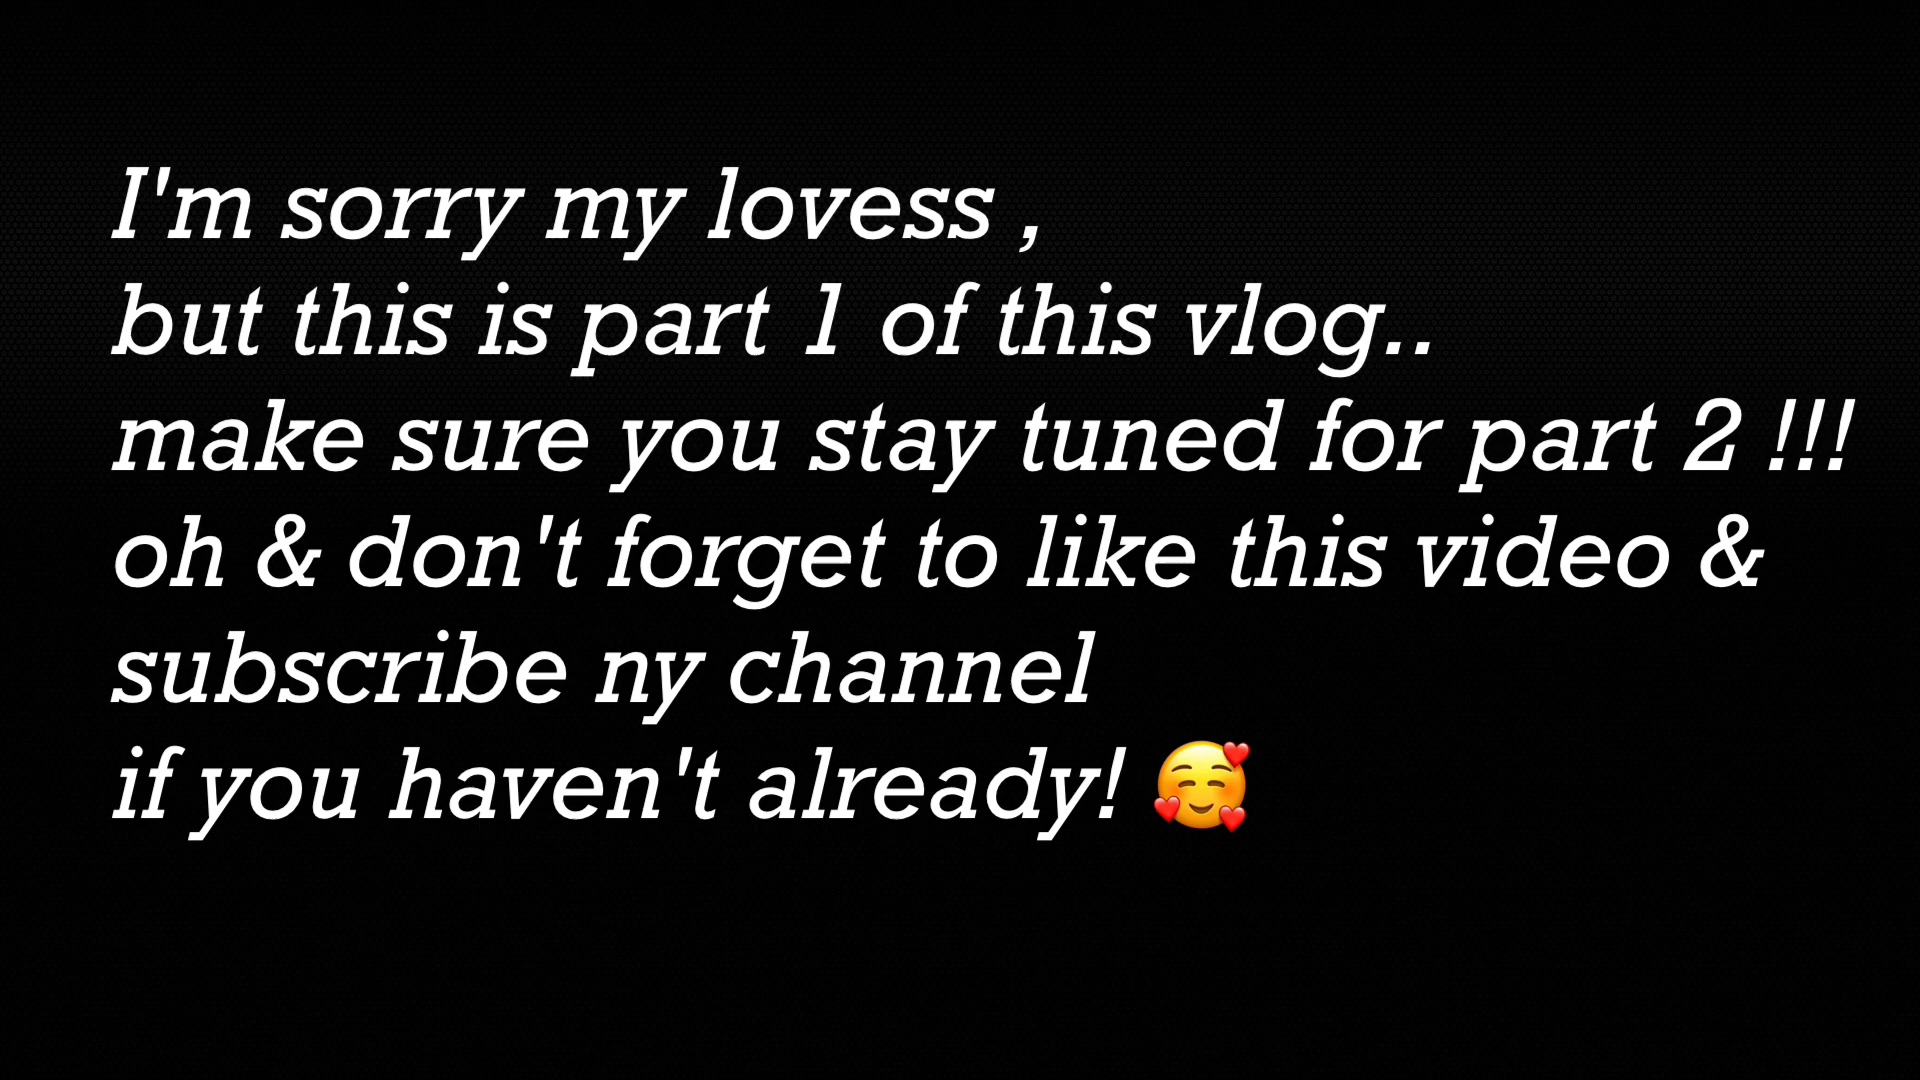 I'm sorry my lovess ,
but this is part 1 of this vlog..
make sure you stay tuned for part 2 !!!
oh & don't forget to like this video &
subscribe ny channel
if you haven't already! 🥰